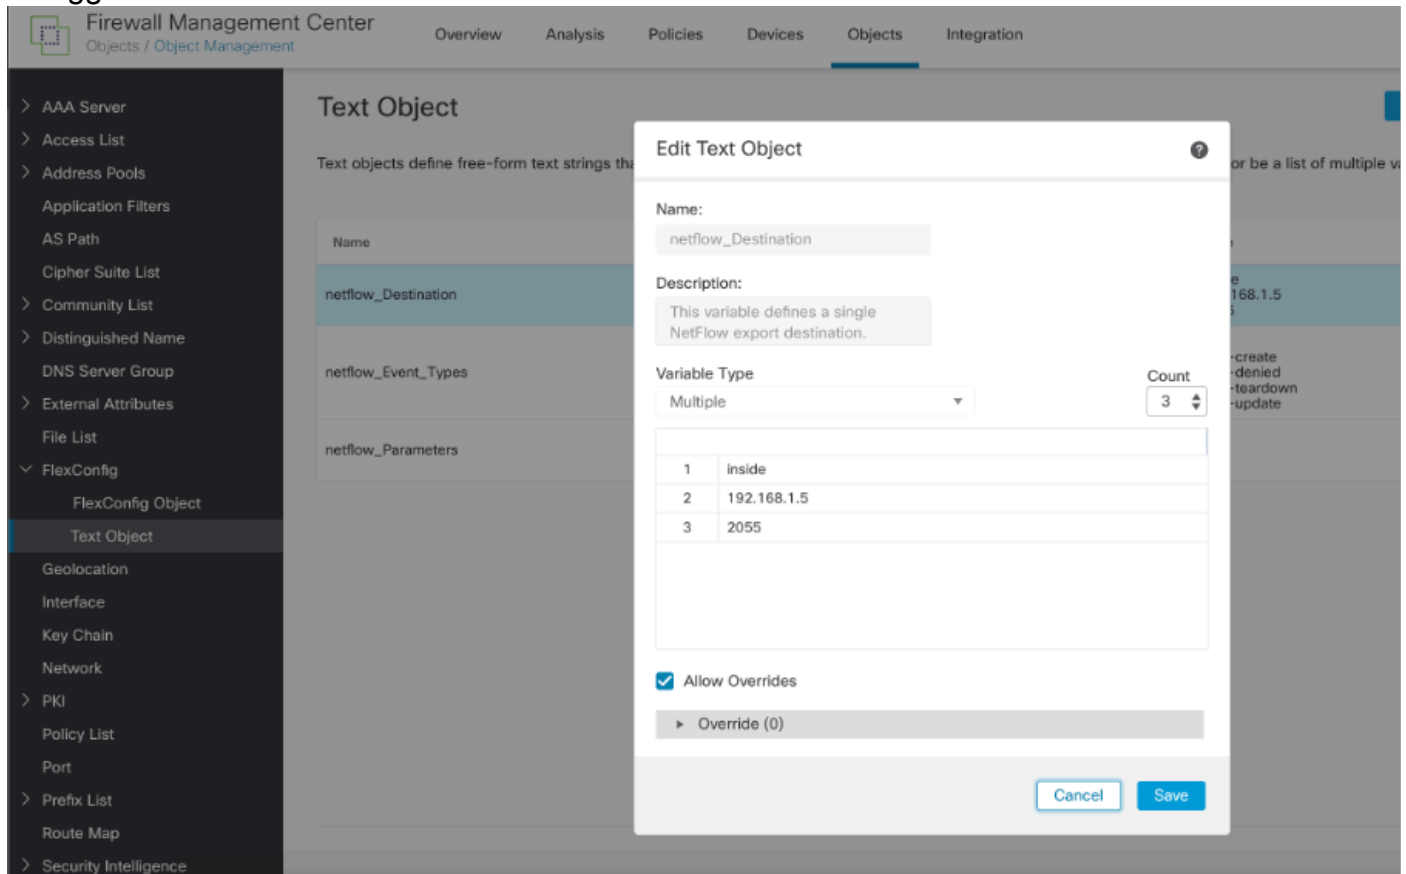 Firewall Management Center
Objects / Object Management
Overview Analysis Policies Devices Objects Integration
AAA Server
Access List
Address Pools
Application Filters
AS Path
Cipher Suite List
Community List
Distinguished Name
DNS Server Group
External Attributes
File List
FlexConfig
FlexConfig Object
Text Object
Geolocation
Interface
Key Chain
Network
PKI
Policy List
Port
Prefix List
Route Map
Security Intelligence
Text Object
Text objects define free-form text strings
or be a list of multiple
Name
netflow_Destination
168.1.5
netflow_Event_Types
-create
-denied
-teardown
-update
netflow_Parameters
Edit Text Object
Name:
netflow_Destination
Description:
This variable defines a single
NetFlow export destination.
Variable Type
Count
Multiple
3
1 inside
2 192.168.1.5
3 2055
Allow Overrides
Override (0)
Cancel Save